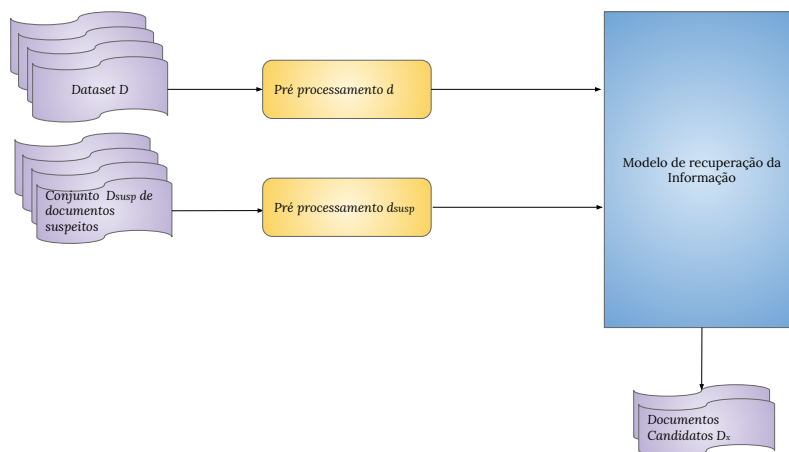 Dataset D
Pré processamento d
Conjunto Dsusp de
documentos
suspeitos
Pré processamento dsusp
Modelo de recuperação da
Informação
Documentos
Candidatos Dx